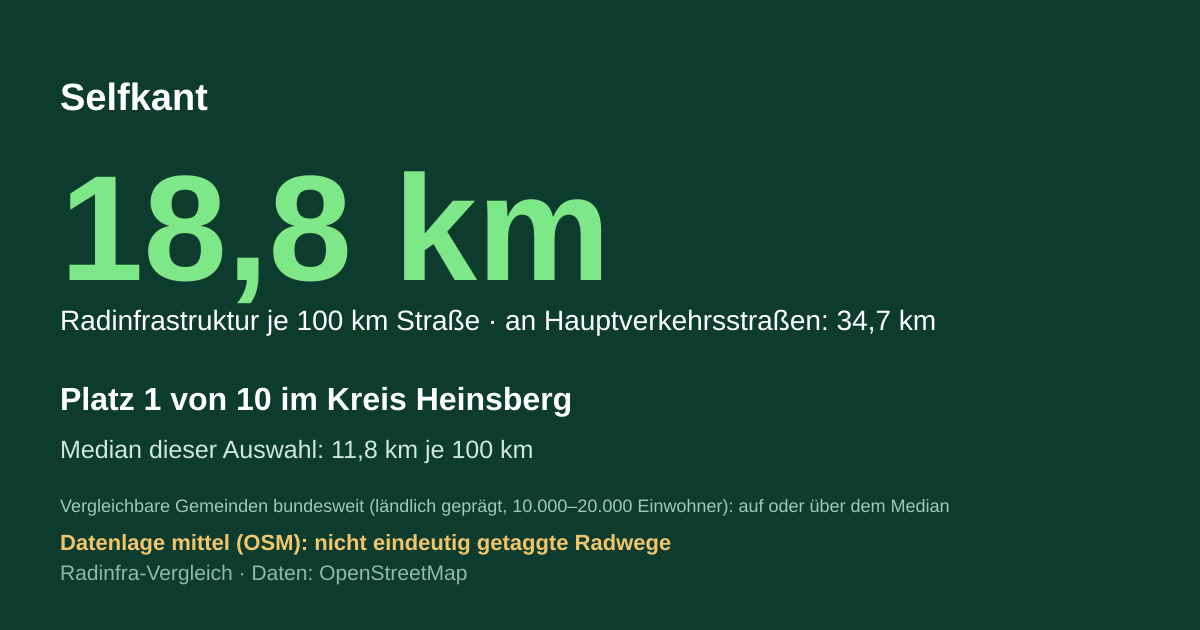 Selfkant
18,8 km
Radinfrastruktur je 100 km Straße · an Hauptverkehrsstraßen: 34,7 km
Platz 1 von 10 im Kreis Heinsberg
Median dieser Auswahl: 11,8 km je 100 km
Vergleichbare Gemeinden bundesweit (ländlich geprägt, 10.000–20.000 Einwohner): auf oder über dem Median
Datenlage mittel (OSM): nicht eindeutig getaggte Radwege
Radinfra-Vergleich · Daten: OpenStreetMap